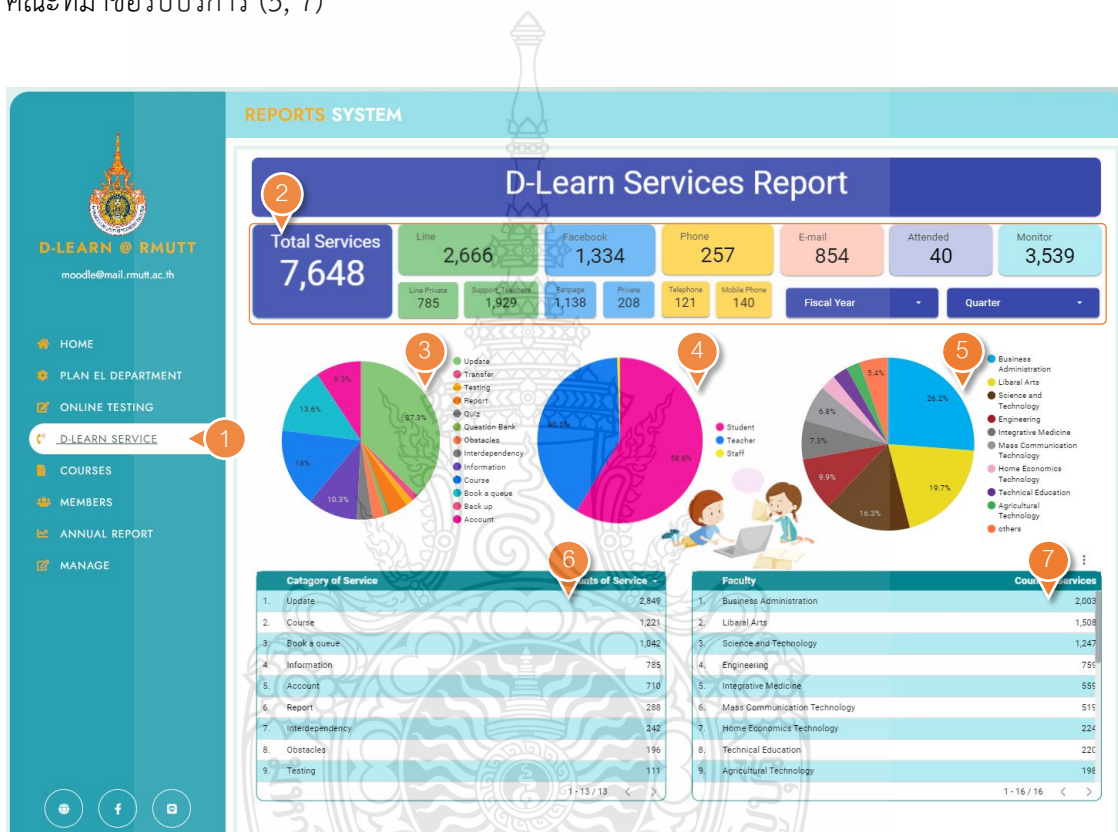 คณะที่มาขอรับบริการ (5, 7)
REPORTS SYSTEM
D-LEARN @ RMUTT
moodle@mail.rmutt.ac.th
HOME
PLAN EL DEPARTMENT
ONLINE TESTING
D-LEARN SERVICE
1
COURSES
MEMBERS
ANNUAL REPORT
MANAGE
D-Learn Services Report
2
Total Services
7,648
Line
2,666
Facebook
1,334
Phone
257
E-mail
854
Attended
40
Monitor
3,539
Line Private
785
Support_Teachers
1,929
Fanpage
1,138
Private
208
Telephone
121
Mobile Phone
140
Fiscal Year
Quarter
3
9.3%
13.6%
16%
10.3%
37.3%
Update
Transfer
Testing
Report
Quiz
Question Bank
Obstacles
Interdependency
Information
Course
Book a queue
Back up
Account
4
58.8%
Student
Teacher
Staff
5
5.4%
26.2%
6.8%
7.3%
9.9%
16.3%
19.7%
Business
Administration
Libaral Arts
Science and
Technology
Engineering
Integrative Medicine
Mass Communication
Technology
Home Economics
Technology
Technical Education
Agricultural
Technology
others
6
Catagory of Service
of Service
1. Update 2,849
2. Course 1,221
3. Book a queue 1,042
4. Information 785
5. Account 710
6. Report 288
7. Interdependency 242
8. Obstacles 196
9. Testing 111
1 - 13 / 13
7
Faculty
1. Business Administration 2,003
2. Libaral Arts 1,508
3. Science and Technology 1,247
4. Engineering 759
5. Integrative Medicine 559
6. Mass Communication Technology 519
7. Home Economics Technology 224
8. Technical Education 220
9. Agricultural Technology 198
1 - 16 / 16